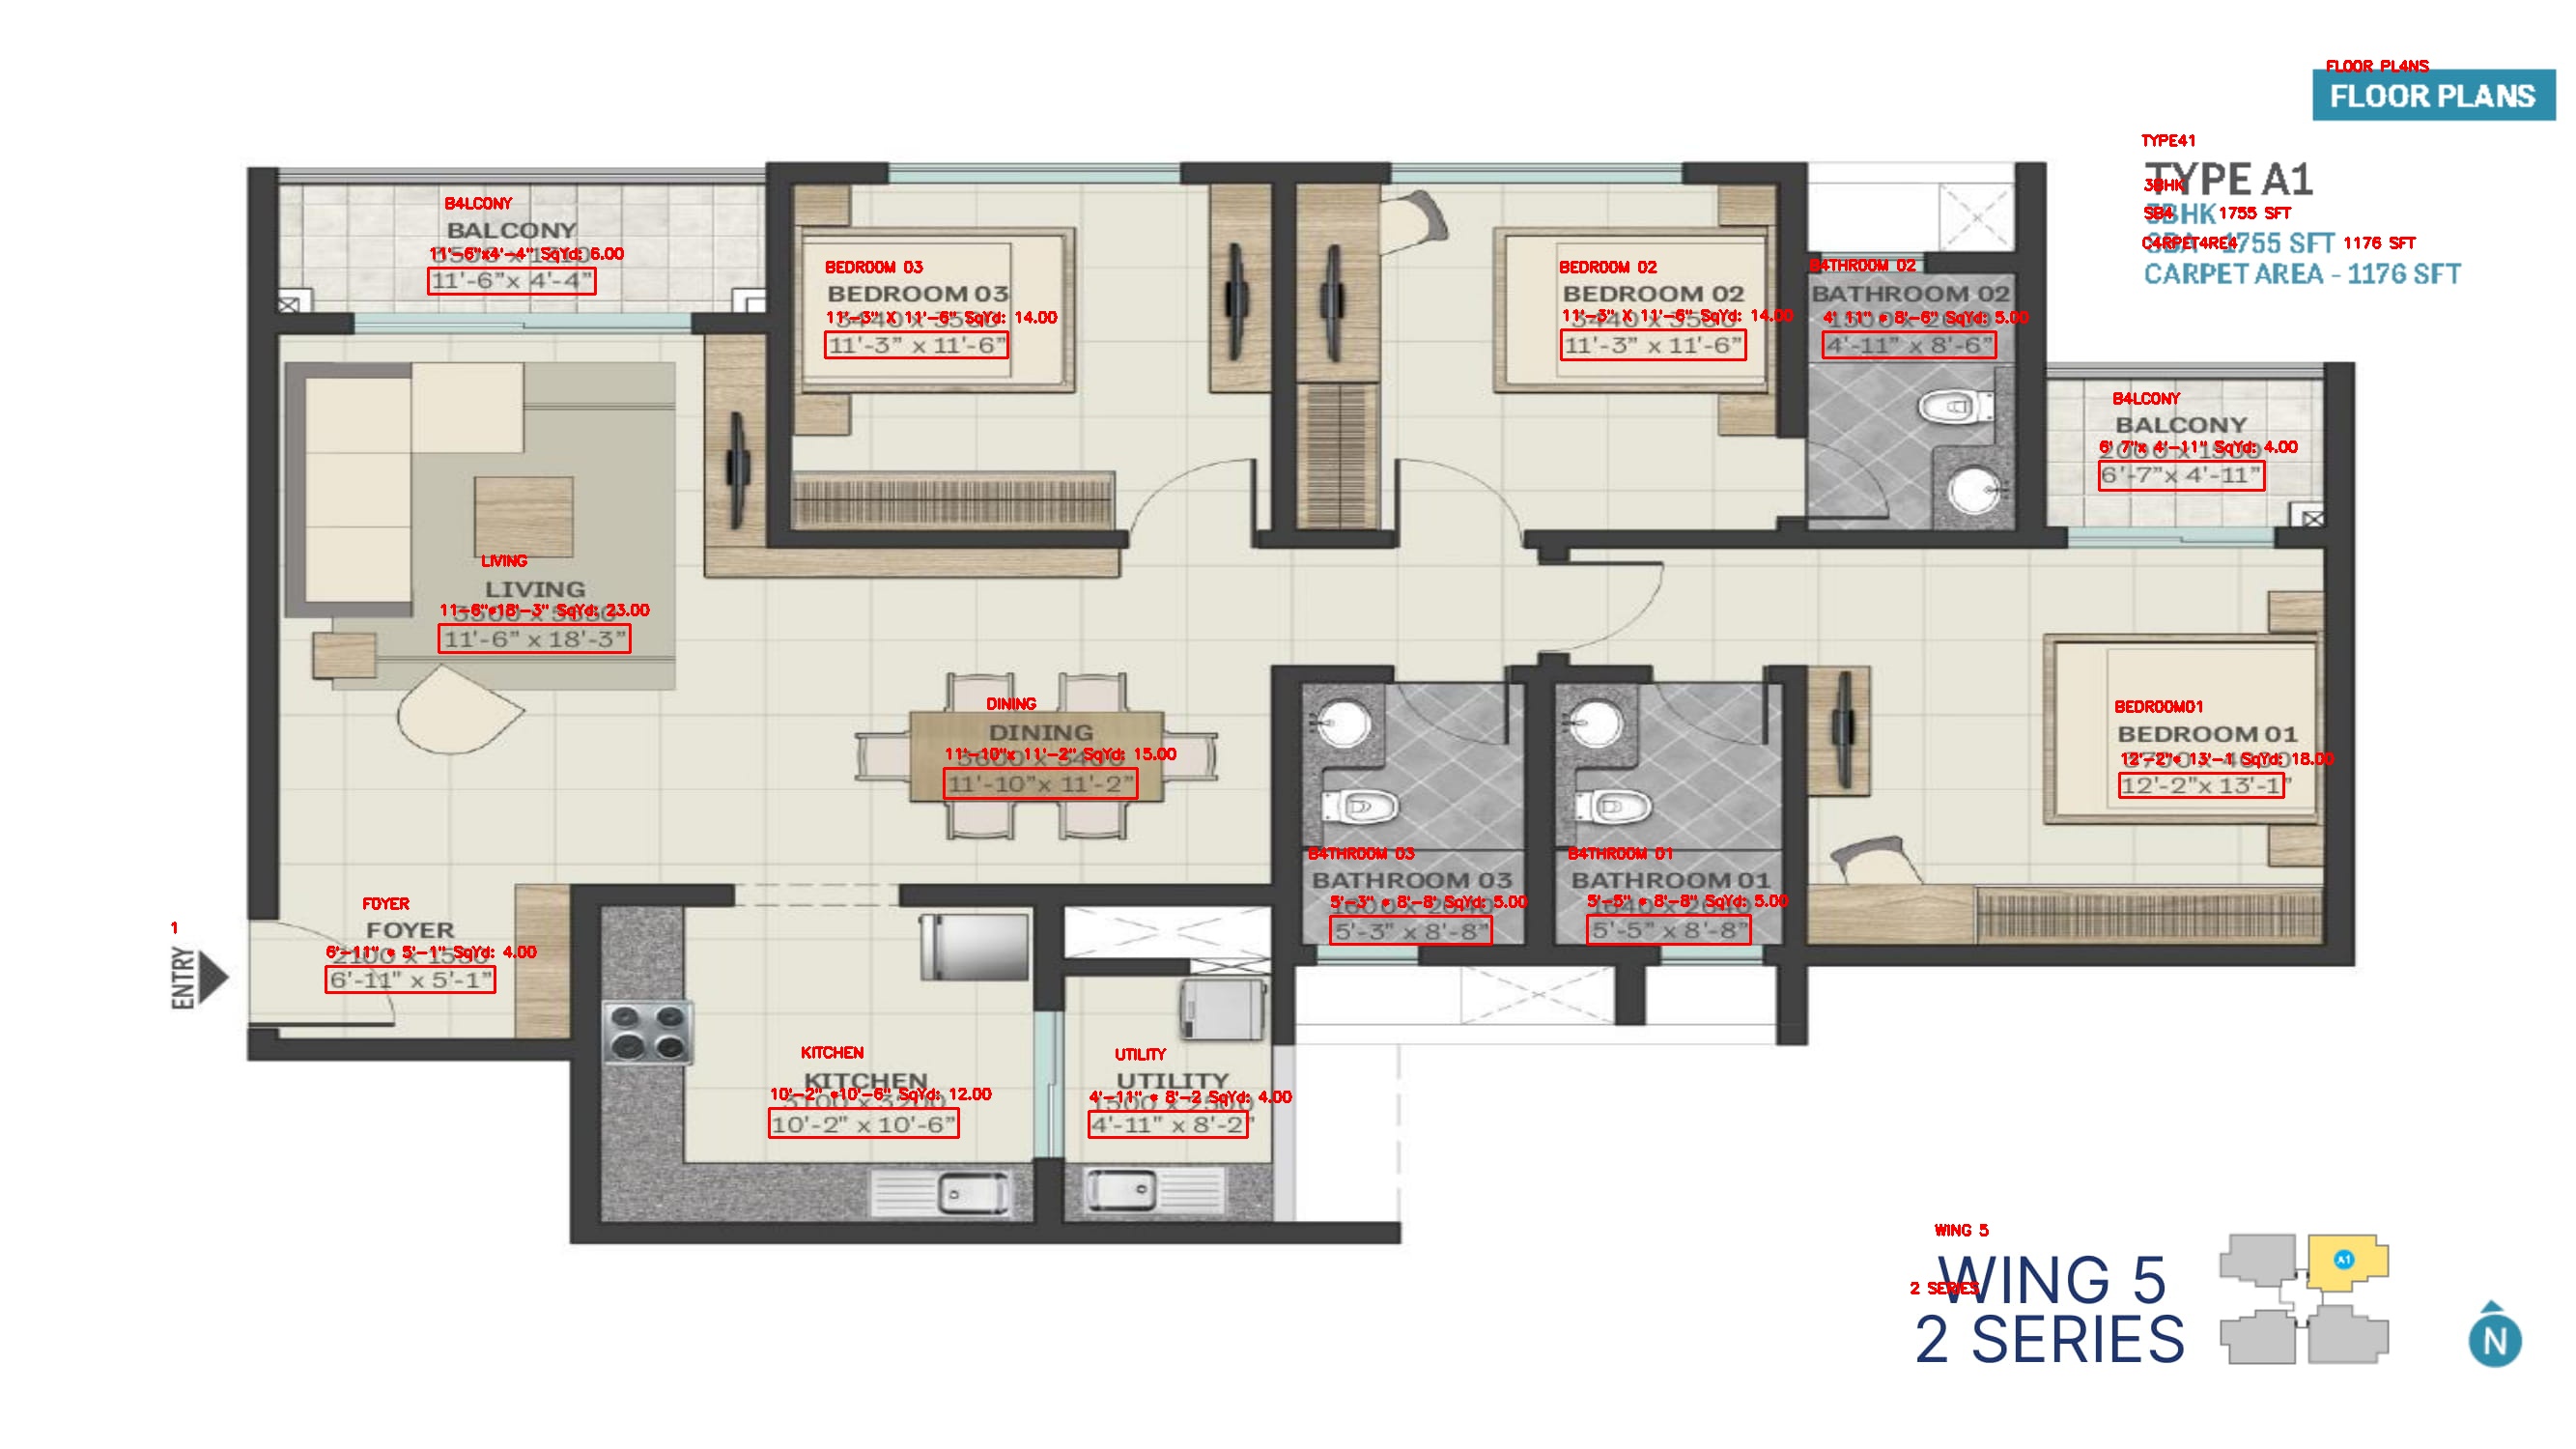 FLOOR PL4NS
FLOOR PLANS
TYPE41
TYPE A1
3BHK
3BHK
SB4 1755 SFT
SBA - 1755 SFT
C4RPET4RE4 1176 SFT
CARPET AREA - 1176 SFT
B4LCONY
BALCONY
11'-6"x4'-4" SqYd: 6.00
11'-6"x 4'-4"
BEDROOM 03
BEDROOM 03
11'-3" X 11'-6" SqYd: 14.00
11'-3" x 11'-6"
BEDROOM 02
BEDROOM 02
11'-3" X 11'-6" SqYd: 14.00
11'-3" x 11'-6"
B4THROOM 02
BATHROOM 02
4' 11" * 8'-6" SqYd: 5.00
4'-11" x 8'-6"
B4LCONY
BALCONY
6' 7"x 4'-11" SqYd: 4.00
6'-7"x 4'-11"
LIVING
LIVING
11-6"*18'-3" SqYd: 23.00
11'-6" x 18'-3"
DINING
DINING
11'-10"x 11'-2" SqYd: 15.00
11'-10"x 11'-2"
BEDROOM01
BEDROOM 01
12'-2"* 13'-1 SqYd: 18.00
12'-2"x 13'-1"
B4THROOM 03
BATHROOM 03
5'-3" * 8'-8' SqYd: 5.00
5'-3" x 8'-8"
B4THROOM 01
BATHROOM 01
5'-5" * 8'-8" SqYd: 5.00
5'-5" x 8'-8"
FOYER
FOYER
6'-11" * 5'-1" SqYd: 4.00
6'-11" x 5'-1"
1
ENTRY
KITCHEN
KITCHEN
10'-2" *10'-6" SqYd: 12.00
10'-2" x 10'-6"
UTILITY
UTILITY
4'-11" * 8'-2 SqYd: 4.00
4'-11" x 8'-2"
WING 5
WING 5
2 SERIES
2 SERIES
A1
N